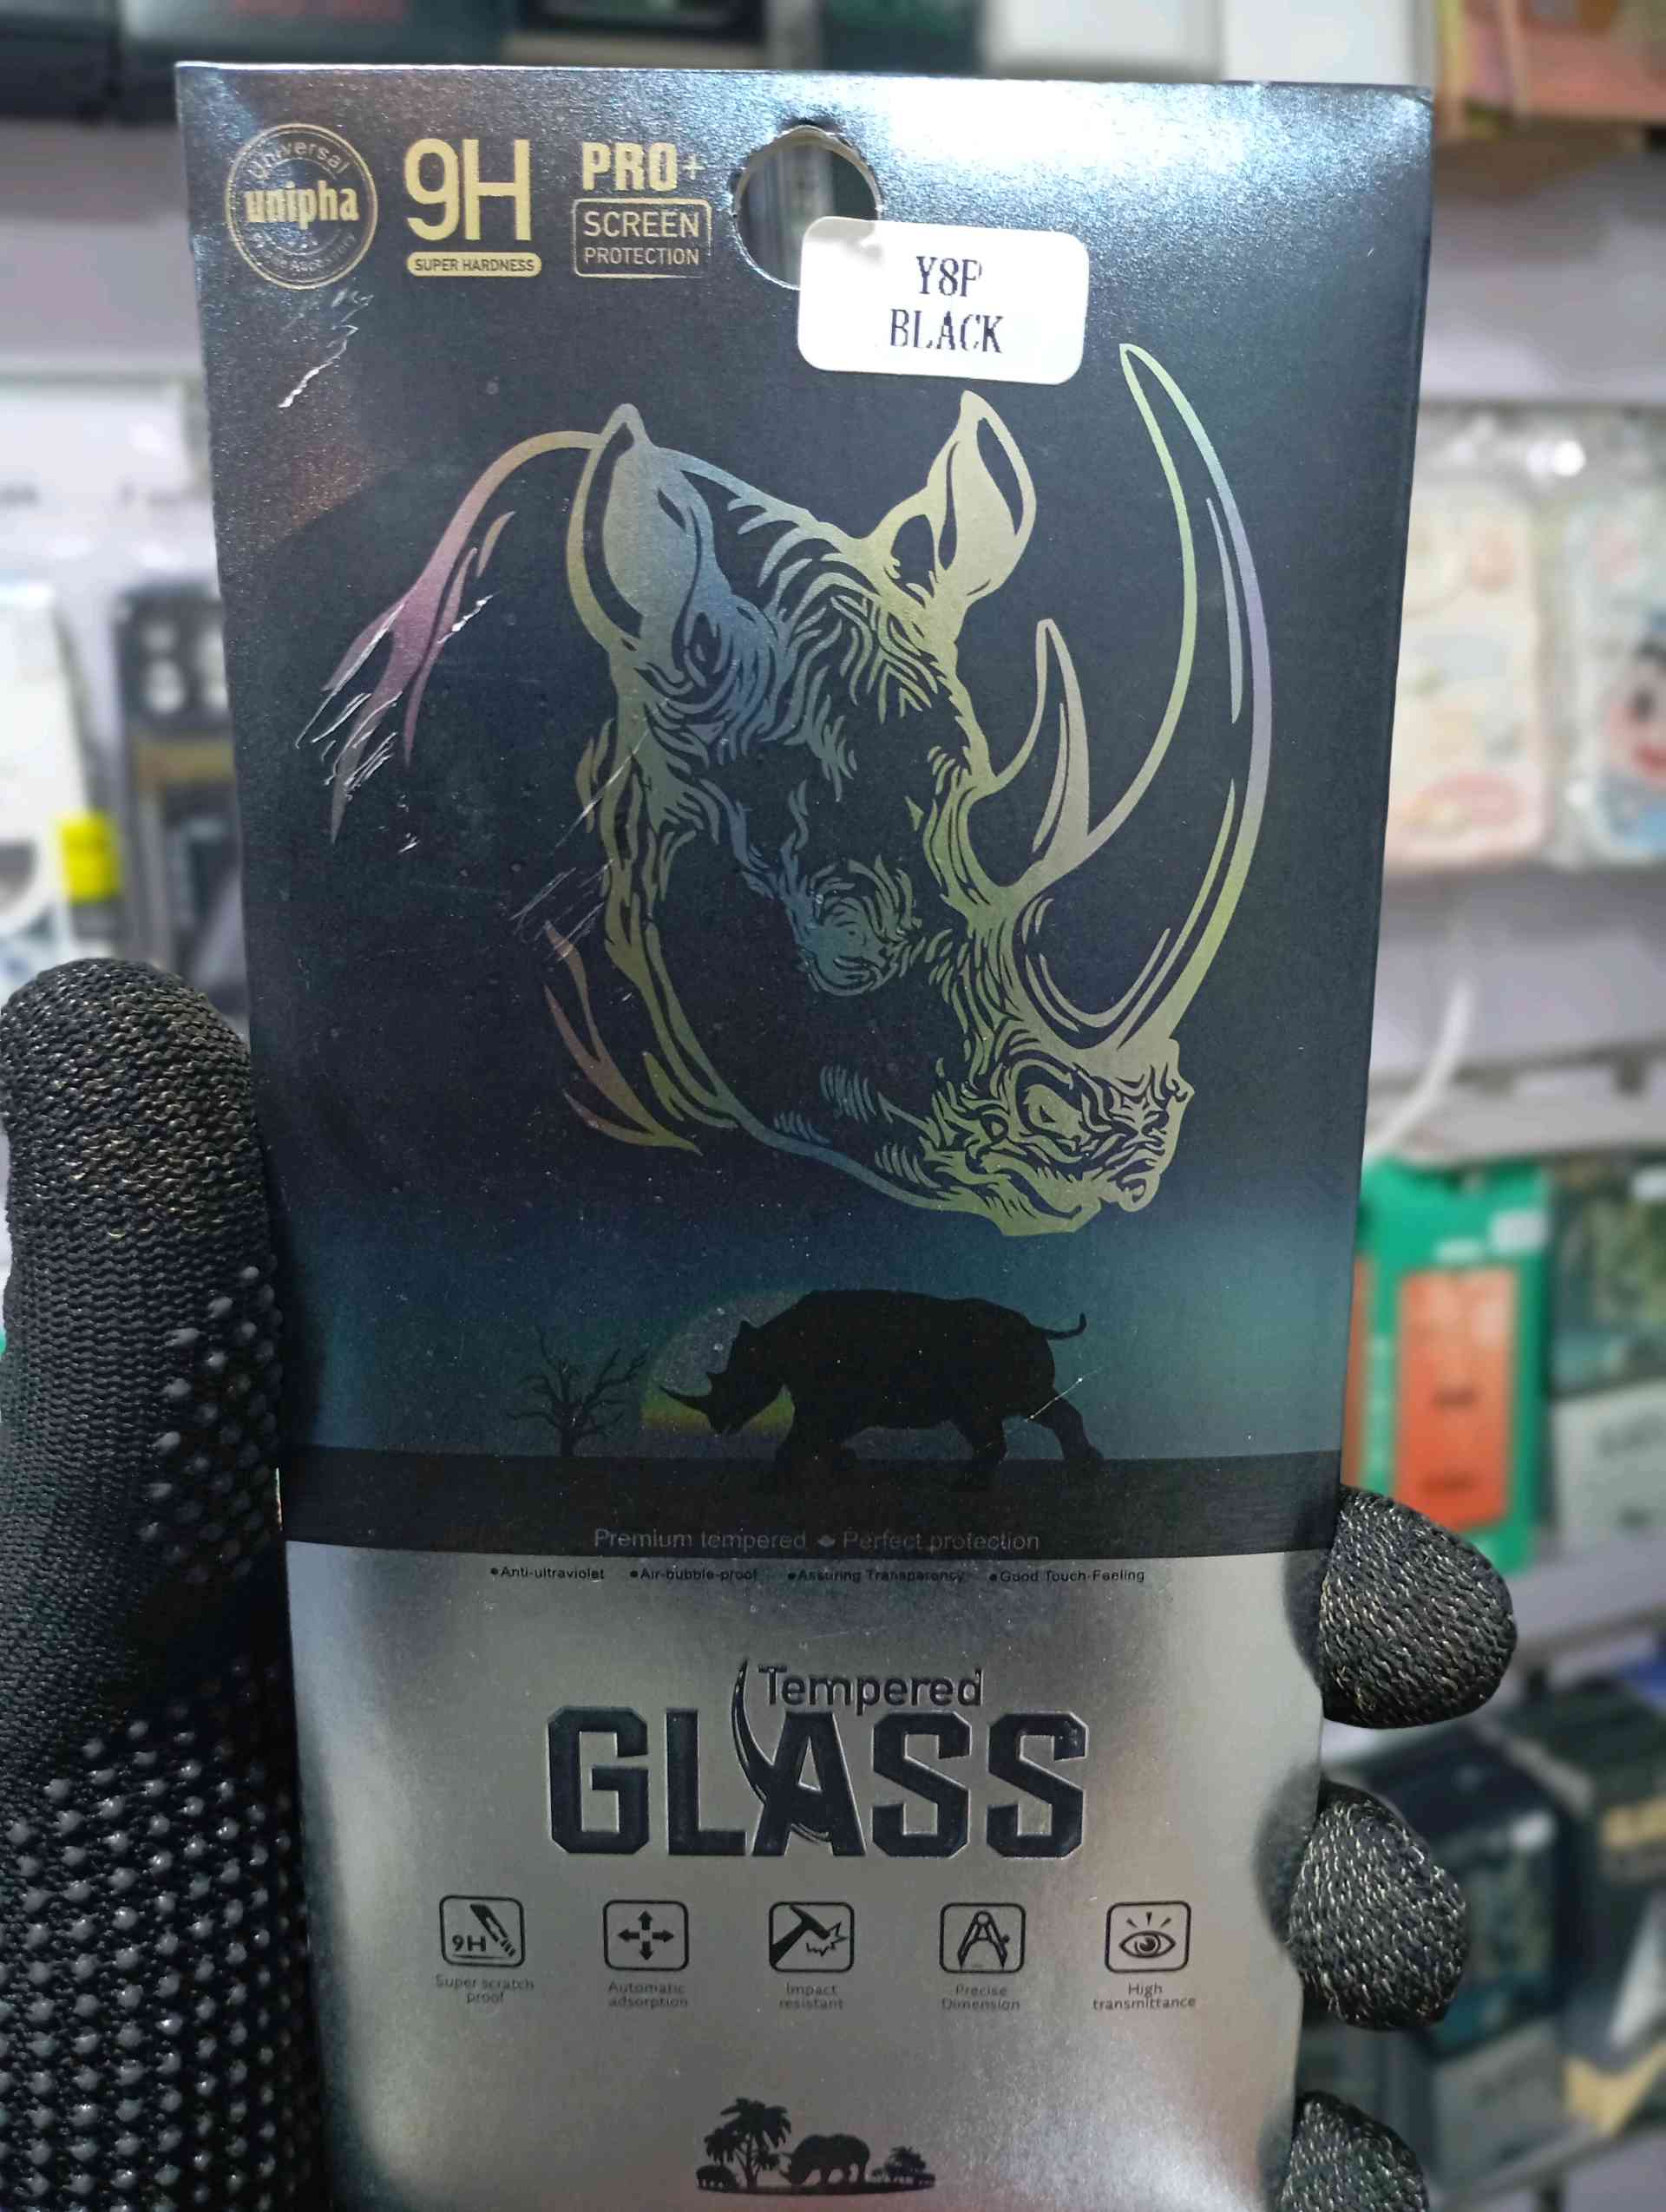 Universal
unipha
9H
SUPER HARDNESS
PRO+
SCREEN
PROTECTION
Y8P
BLACK
Premium tempered Perfect protection
•Anti-ultraviolet •Air-bubble-proof •Assuring Transparency •Good Touch-Feeling
Tempered
GLASS
9H
Super scratch
proof
Automatic
adsorption
Impact
resistant
Precise
Dimension
High
transmittance